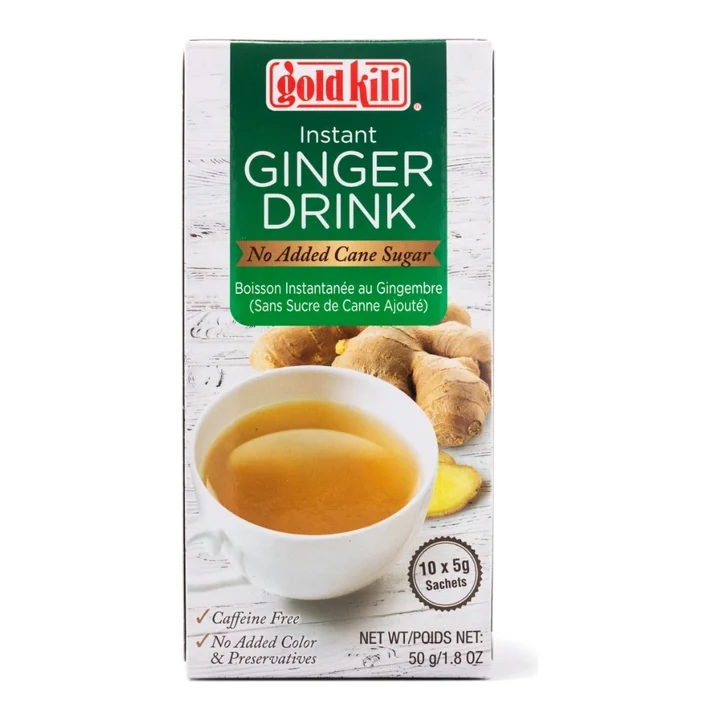 gold kili ®
Instant
GINGER
DRINK
No Added Cane Sugar
Boisson Instantanée au Gingembre
(Sans Sucre de Canne Ajouté)
10 x 5g
Sachets
✓ Caffeine Free
✓ No Added Color
& Preservatives
NET WT/POIDS NET:
50 g/1.8 OZ